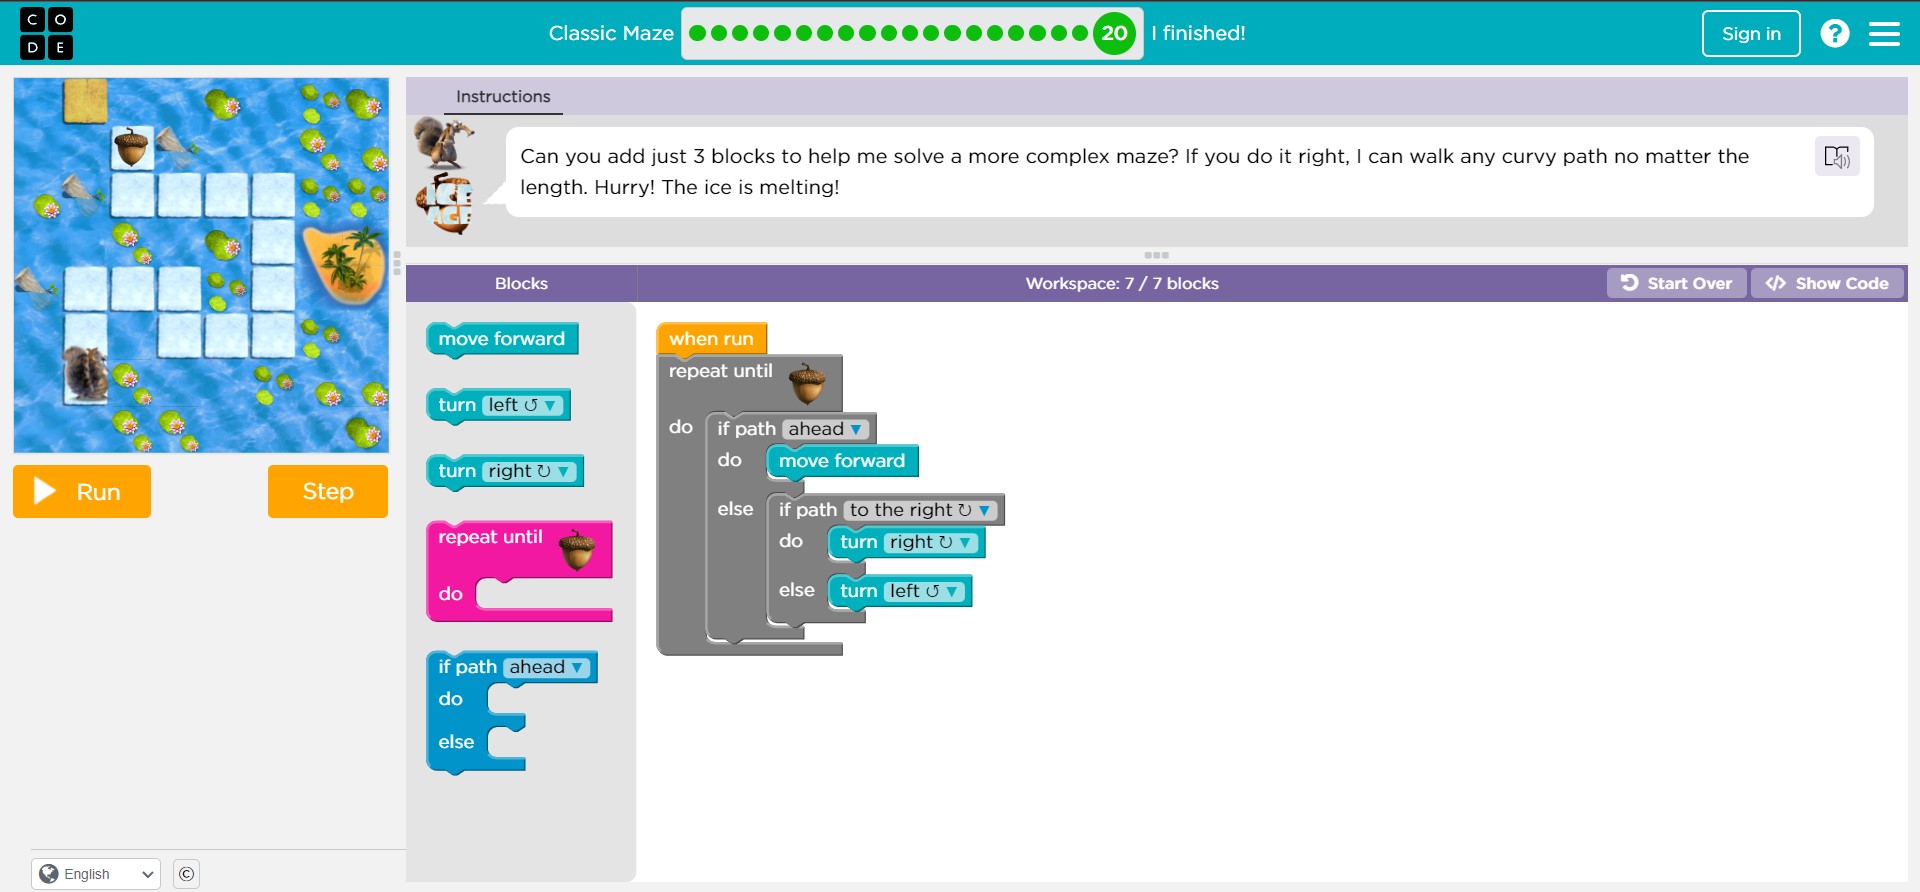 C O
D E
Classic Maze
20
I finished!
Sign in
?
Instructions
Can you add just 3 blocks to help me solve a more complex maze? If you do it right, I can walk any curvy path no matter the
length. Hurry! The ice is melting!
ICE
AGE
Blocks
Workspace: 7 / 7 blocks
Start Over
</> Show Code
move forward
turn left ↺ ▼
turn right ↻ ▼
repeat until
do
if path ahead ▼
do
else
when run
repeat until
do
if path ahead ▼
do
move forward
else
if path to the right ↻ ▼
do
turn right ↻ ▼
else
turn left ↺ ▼
Run
Step
English
©